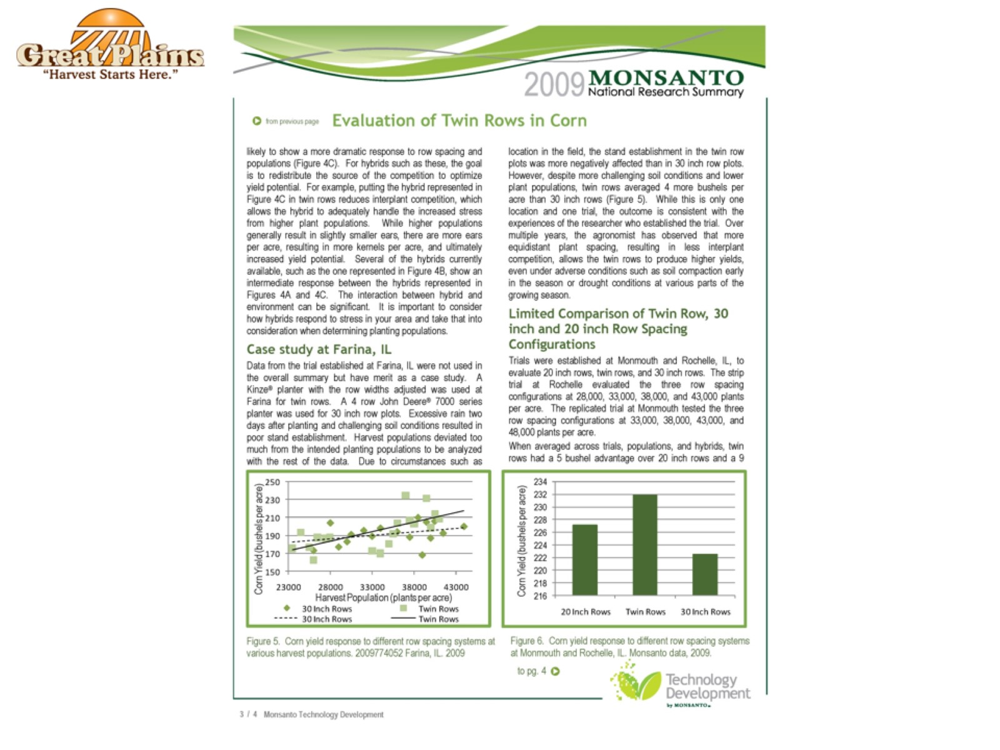 Great Plains
“Harvest Starts Here.”
2009 MONSANTO
National Research Summary
from previous page
Evaluation of Twin Rows in Corn
likely to show a more dramatic response to row spacing and
populations (Figure 4C). For hybrids such as these, the goal
is to redistribute the source of the competition to optimize
yield potential. For example, putting the hybrid represented in
Figure 4C in twin rows reduces interplant competition, which
allows the hybrid to adequately handle the increased stress
from higher plant populations. While higher populations
generally result in slightly smaller ears, there are more ears
per acre, resulting in more kernels per acre, and ultimately
increased yield potential. Several of the hybrids currently
available, such as the one represented in Figure 4B, show an
intermediate response between the hybrids represented in
Figures 4A and 4C. The interaction between hybrid and
environment can be significant. It is important to consider
how hybrids respond to stress in your area and take that into
consideration when determining planting populations.
Case study at Farina, IL
Data from the trial established at Farina, IL were not used in
the overall summary but have merit as a case study. A
Kinze® planter with the row widths adjusted was used at
Farina for twin rows. A 4 row John Deere® 7000 series
planter was used for 30 inch row plots. Excessive rain two
days after planting and challenging soil conditions resulted in
poor stand establishment. Harvest populations deviated too
much from the intended planting populations to be analyzed
with the rest of the data. Due to circumstances such as
location in the field, the stand establishment in the twin row
plots was more negatively affected than in 30 inch row plots.
However, despite more challenging soil conditions and lower
plant populations, twin rows averaged 4 more bushels per
acre than 30 inch rows (Figure 5). While this is only one
location and one trial, the outcome is consistent with the
experiences of the researcher who established the trial. Over
multiple years, the agronomist has observed that more
equidistant plant spacing, resulting in less interplant
competition, allows the twin rows to produce higher yields,
even under adverse conditions such as soil compaction early
in the season or drought conditions at various parts of the
growing season.
Limited Comparison of Twin Row, 30
inch and 20 inch Row Spacing
Configurations
Trials were established at Monmouth and Rochelle, IL, to
evaluate 20 inch rows, twin rows, and 30 inch rows. The strip
trial at Rochelle evaluated the three row spacing
configurations at 28,000, 33,000, 38,000, and 43,000 plants
per acre. The replicated trial at Monmouth tested the three
row spacing configurations at 33,000, 38,000, 43,000, and
48,000 plants per acre.
When averaged across trials, populations, and hybrids, twin
rows had a 5 bushel advantage over 20 inch rows and a 9
Corn Yield (bushels per acre)
250
230
210
190
170
150
23000 28000 33000 38000 43000
Harvest Population (plants per acre)
30 Inch Rows Twin Rows
30 Inch Rows Twin Rows
Figure 5. Corn yield response to different row spacing systems at
various harvest populations. 2009774052 Farina, IL. 2009
Corn Yield (bushels per acre)
234
232
230
228
226
224
222
220
218
216
20 Inch Rows Twin Rows 30 Inch Rows
Figure 6. Corn yield response to different row spacing systems
at Monmouth and Rochelle, IL. Monsanto data, 2009.
to pg. 4
Technology
Development
by MONSANTO
3 / 4 Monsanto Technology Development